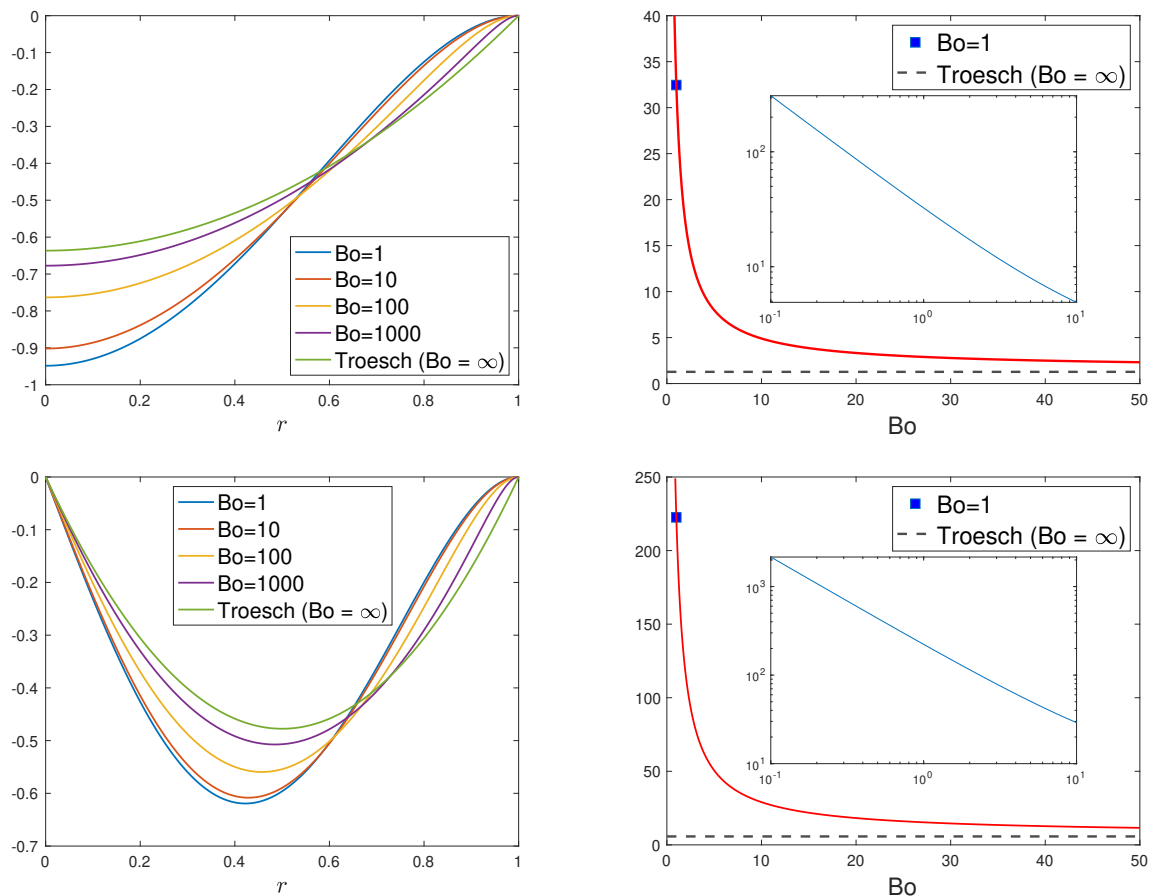 0
-0.1
-0.2
-0.3
-0.4
-0.5
-0.6
-0.7
-0.8
-0.9
-1
Bo=1
Bo=10
Bo=100
Bo=1000
Troesch (Bo = ∞)
0 0.2 0.4 0.6 0.8 1
r
40
35
30
25
20
15
10
5
0
Bo=1
Troesch (Bo = ∞)
10^2
10^1
10^-1 10^0 10^1
0 10 20 30 40 50
Bo
0
-0.1
-0.2
-0.3
-0.4
-0.5
-0.6
-0.7
Bo=1
Bo=10
Bo=100
Bo=1000
Troesch (Bo = ∞)
0 0.2 0.4 0.6 0.8 1
r
250
200
150
100
50
0
Bo=1
Troesch (Bo = ∞)
10^3
10^2
10^1
10^-1 10^0 10^1
0 10 20 30 40 50
Bo